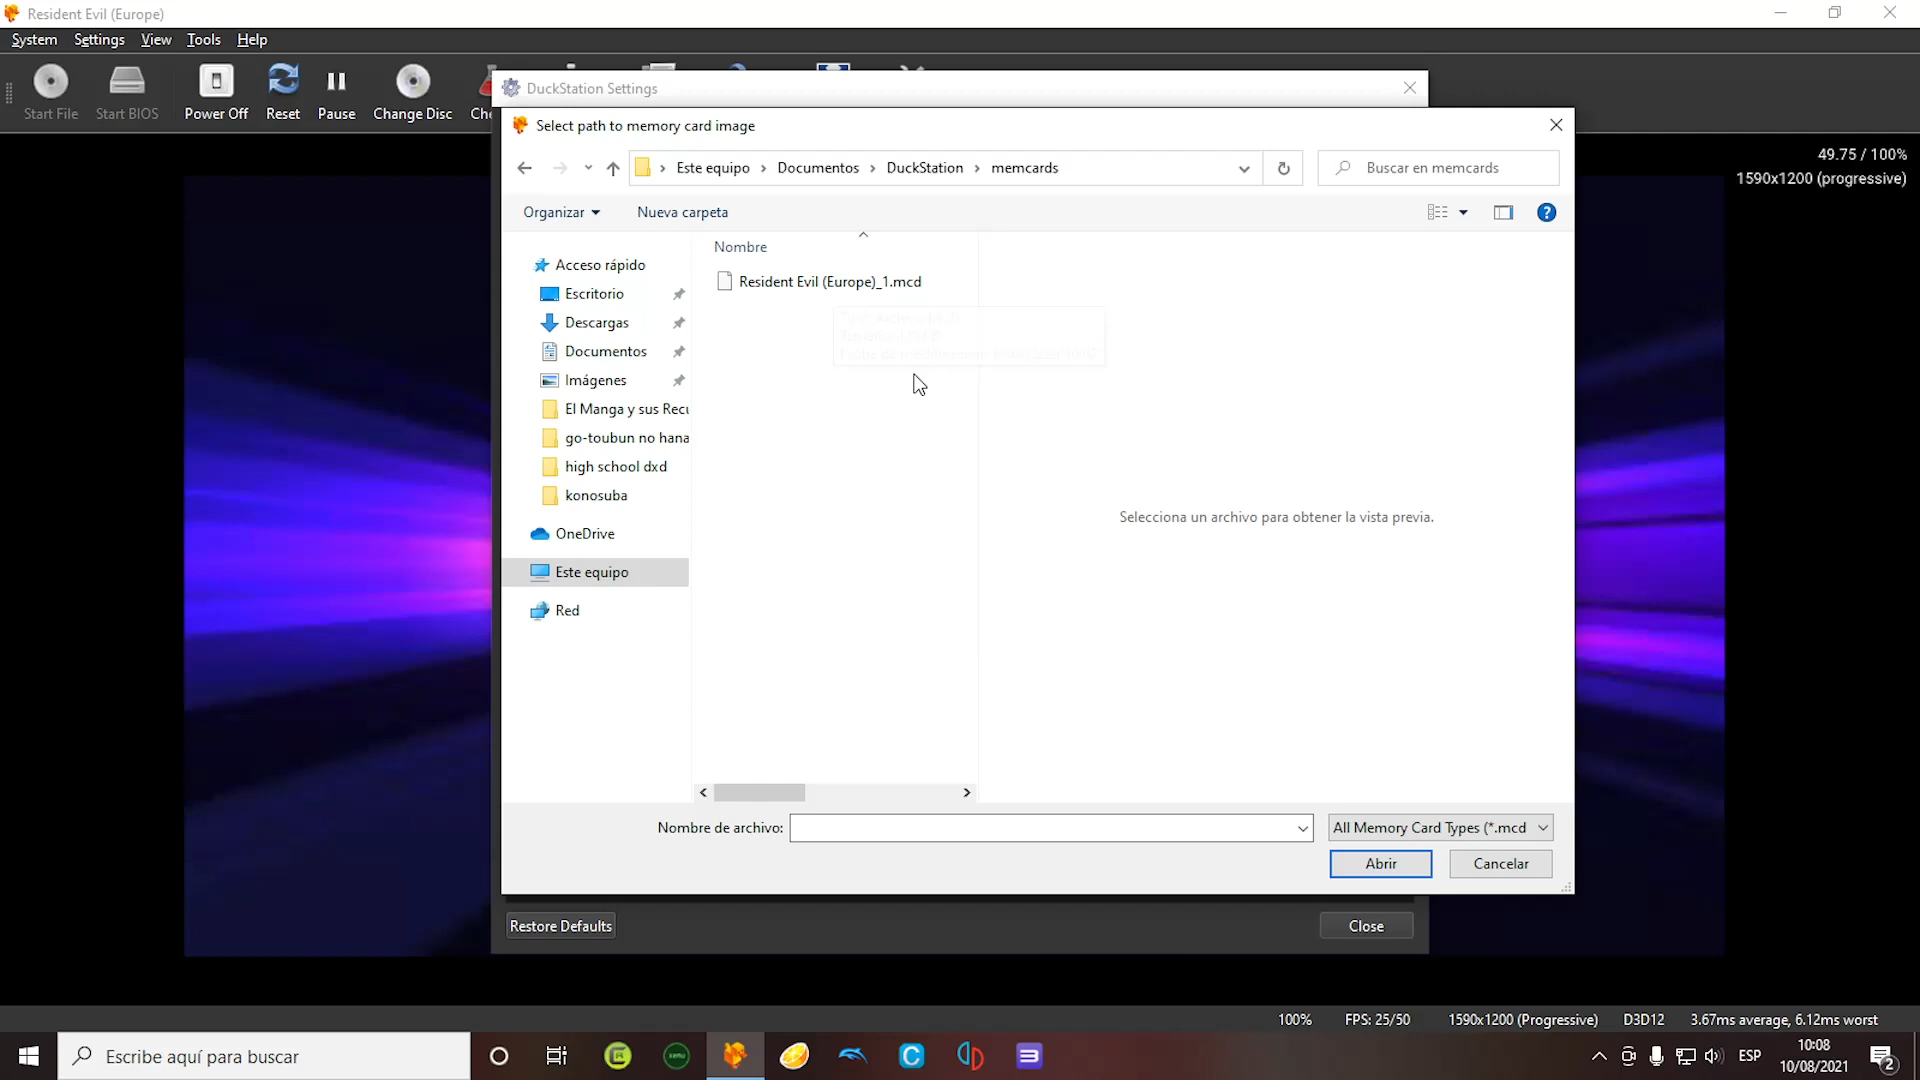 Resident Evil (Europe)
System Settings View Tools Help
Start File Start BIOS Power Off Reset Pause Change Disc Che
DuckStation Settings
Select path to memory card image
Este equipo Documentos DuckStation memcards Buscar en memcards
49.75 / 100%
1590x1200 (progressive)
Organizar Nueva carpeta
Nombre
Resident Evil (Europe)_1.mcd
Acceso rápido
Escritorio
Descargas
Documentos
Imágenes
El Manga y sus Recu
go-toubun no hana
high school dxd
konosuba
OneDrive
Este equipo
Red
Selecciona un archivo para obtener la vista previa.
Nombre de archivo: All Memory Card Types (*.mcd
Abrir Cancelar
Restore Defaults Close
100% FPS: 25/50 1590x1200 (Progressive) D3D12 3.67ms average, 6.12ms worst
Escribe aquí para buscar
xemu
ESP
10:08
10/08/2021
2